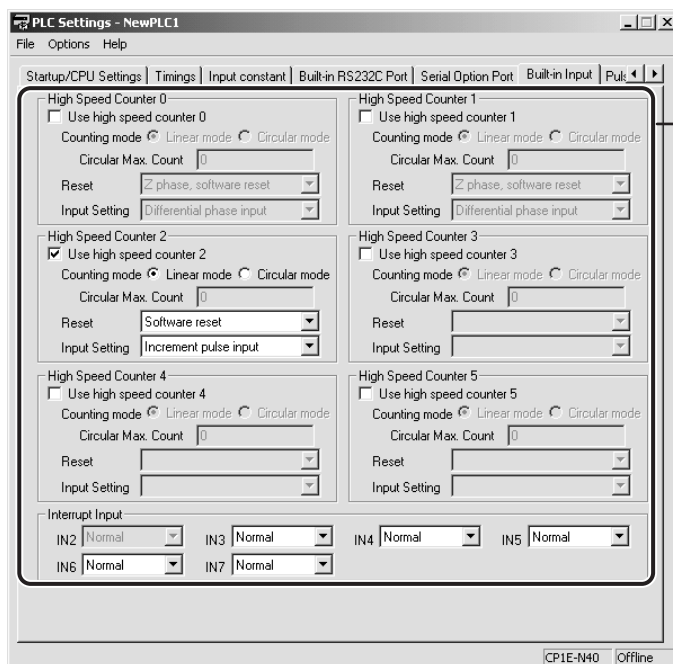 PLC Settings - NewPLC1
File Options Help
Startup/CPU Settings Timings Input constant Built-in RS232C Port Serial Option Port Built-in Input Puls
High Speed Counter 0
Use high speed counter 0
Counting mode Linear mode Circular mode
Circular Max. Count 0
Reset Z phase, software reset
Input Setting Differential phase input
High Speed Counter 1
Use high speed counter 1
Counting mode Linear mode Circular mode
Circular Max. Count 0
Reset Z phase, software reset
Input Setting Differential phase input
High Speed Counter 2
Use high speed counter 2
Counting mode Linear mode Circular mode
Circular Max. Count 0
Reset Software reset
Input Setting Increment pulse input
High Speed Counter 3
Use high speed counter 3
Counting mode Linear mode Circular mode
Circular Max. Count 0
Reset
Input Setting
High Speed Counter 4
Use high speed counter 4
Counting mode Linear mode Circular mode
Circular Max. Count 0
Reset
Input Setting
High Speed Counter 5
Use high speed counter 5
Counting mode Linear mode Circular mode
Circular Max. Count 0
Reset
Input Setting
Interrupt Input
IN2 Normal IN3 Normal IN4 Normal IN5 Normal
IN6 Normal IN7 Normal
CP1E-N40 Offline